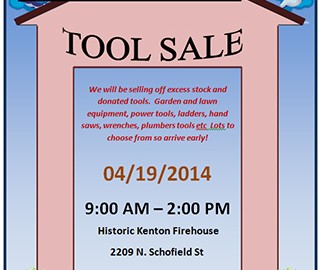 TOOL SALE
We will be selling off excess stock and
donated tools. Garden and lawn
equipment, power tools, ladders, hand
saws, wrenches, plumbers tools etc Lots to
choose from so arrive early!
04/19/2014
9:00 AM – 2:00 PM
Historic Kenton Firehouse
2209 N. Schofield St